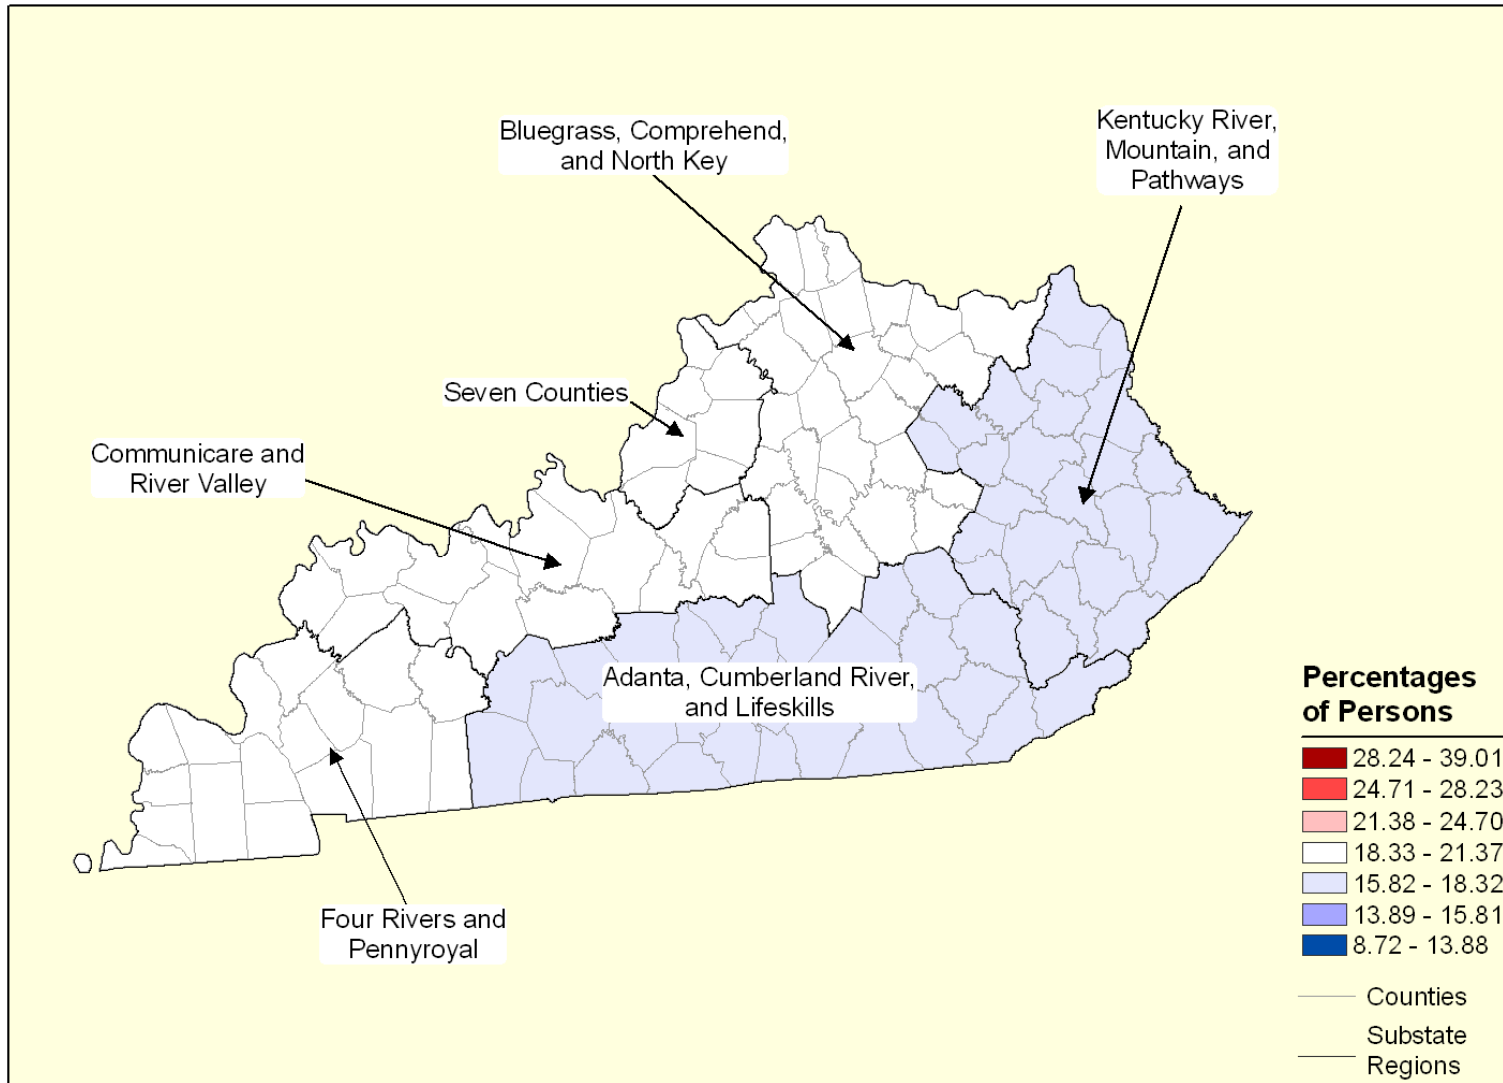 Bluegrass, Comprehend,
and North Key
Kentucky River,
Mountain, and
Pathways
Seven Counties
Communicare and
River Valley
Adanta, Cumberland River,
and Lifeskills
Four Rivers and
Pennyroyal
Percentages
of Persons
28.24 - 39.01
24.71 - 28.23
21.38 - 24.70
18.33 - 21.37
15.82 - 18.32
13.89 - 15.81
8.72 - 13.88
Counties
Substate
Regions